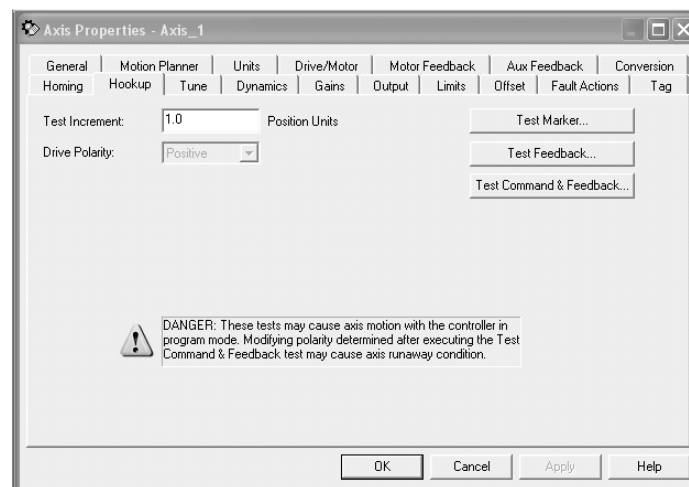 Axis Properties - Axis_1
General Motion Planner Units Drive/Motor Motor Feedback Aux Feedback Conversion
Homing Hookup Tune Dynamics Gains Output Limits Offset Fault Actions Tag
Test Increment: 1.0 Position Units Test Marker...
Drive Polarity: Positive Test Feedback...
Test Command & Feedback...
DANGER: These tests may cause axis motion with the controller in
program mode. Modifying polarity determined after executing the Test
Command & Feedback test may cause axis runaway condition.
OK Cancel Apply Help